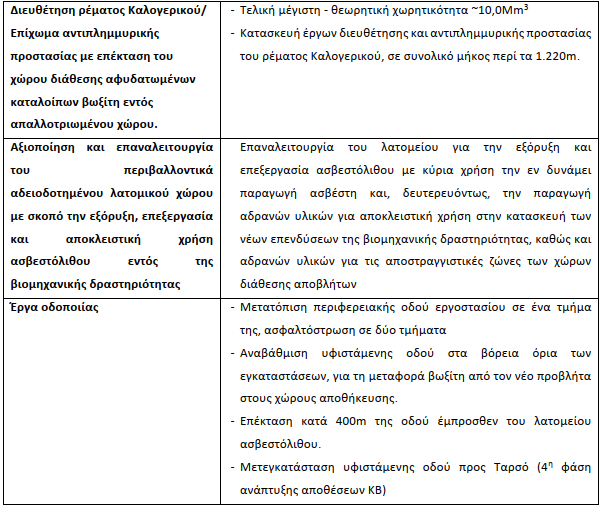 Διευθέτηση ρέματος Καλογερικού/
Επίχωμα αντιπλημμυρικής
προστασίας με επέκταση του
χώρου διάθεσης αφυδατωμένων
καταλοίπων βωξίτη εντός
απαλλοτριωμένου χώρου.
- Τελική μέγιστη - θεωρητική χωρητικότητα ~10,0Mm³
- Κατασκευή έργων διευθέτησης και αντιπλημμυρικής προστασίας
του ρέματος Καλογερικού, σε συνολικό μήκος περί τα 1.220m.
Αξιοποίηση και επαναλειτουργία
του περιβαλλοντικά
αδειοδοτημένου λατομικού χώρου
με σκοπό την εξόρυξη, επεξεργασία
και αποκλειστική χρήση
ασβεστόλιθου εντός της
βιομηχανικής δραστηριότητας
Επαναλειτουργία του λατομείου για την εξόρυξη και
επεξεργασία ασβεστόλιθου με κύρια χρήση την εν δυνάμει
παραγωγή ασβέστη και, δευτερευόντως, την παραγωγή
αδρανών υλικών για αποκλειστική χρήση στην κατασκευή των
νέων επενδύσεων της βιομηχανικής δραστηριότητας, καθώς και
αδρανών υλικών για τις αποστραγγιστικές ζώνες των χώρων
διάθεσης αποβλήτων
Έργα οδοποιίας
- Μετατόπιση περιφερειακής οδού εργοστασίου σε ένα τμήμα
της, ασφαλτόστρωση σε δύο τμήματα
- Αναβάθμιση υφιστάμενης οδού στα βόρεια όρια των
εγκαταστάσεων, για τη μεταφορά βωξίτη από τον νέο προβλήτα
στους χώρους αποθήκευσης.
- Επέκταση κατά 400m της οδού έμπροσθεν του λατομείου
ασβεστόλιθου.
- Μετεγκατάσταση υφιστάμενης οδού προς Ταρσό (4η φάση
ανάπτυξης αποθέσεων ΚΒ)